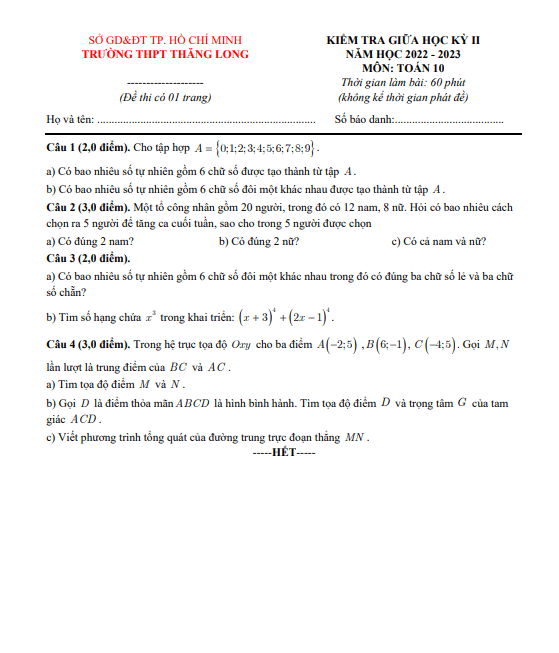 SỞ GD&ĐT TP. HỒ CHÍ MINH
TRƯỜNG THPT THĂNG LONG
--------------------
(Đề thi có 01 trang)
KIỂM TRA GIỮA HỌC KỲ II
NĂM HỌC 2022 - 2023
MÔN: TOÁN 10
Thời gian làm bài: 60 phút
(không kể thời gian phát đề)
Họ và tên: .......................................................................... Số báo danh:.....................................
Câu 1 (2,0 điểm). Cho tập hợp A = {0;1;2;3;4;5;6;7;8;9}.
a) Có bao nhiêu số tự nhiên gồm 6 chữ số được tạo thành từ tập A.
b) Có bao nhiêu số tự nhiên gồm 6 chữ số đôi một khác nhau được tạo thành từ tập A.
Câu 2 (3,0 điểm). Một tổ công nhân gồm 20 người, trong đó có 12 nam, 8 nữ. Hỏi có bao nhiêu cách
chọn ra 5 người để tăng ca cuối tuần, sao cho trong 5 người được chọn
a) Có đúng 2 nam? b) Có đúng 2 nữ? c) Có cả nam và nữ?
Câu 3 (2,0 điểm).
a) Có bao nhiêu số tự nhiên gồm 6 chữ số đôi một khác nhau trong đó có đúng ba chữ số lẻ và ba chữ
số chẵn?
b) Tìm số hạng chứa x³ trong khai triển: (x + 3)⁴ + (2x − 1)⁴.
Câu 4 (3,0 điểm). Trong hệ trục tọa độ Oxy cho ba điểm A(−2;5) , B(6;−1), C(−4;5). Gọi M, N
lần lượt là trung điểm của BC và AC .
a) Tìm tọa độ điểm M và N .
b) Gọi D là điểm thỏa mãn ABCD là hình bình hành. Tìm tọa độ điểm D và trọng tâm G của tam
giác ACD .
c) Viết phương trình tổng quát của đường trung trực đoạn thẳng MN .
-----HẾT-----